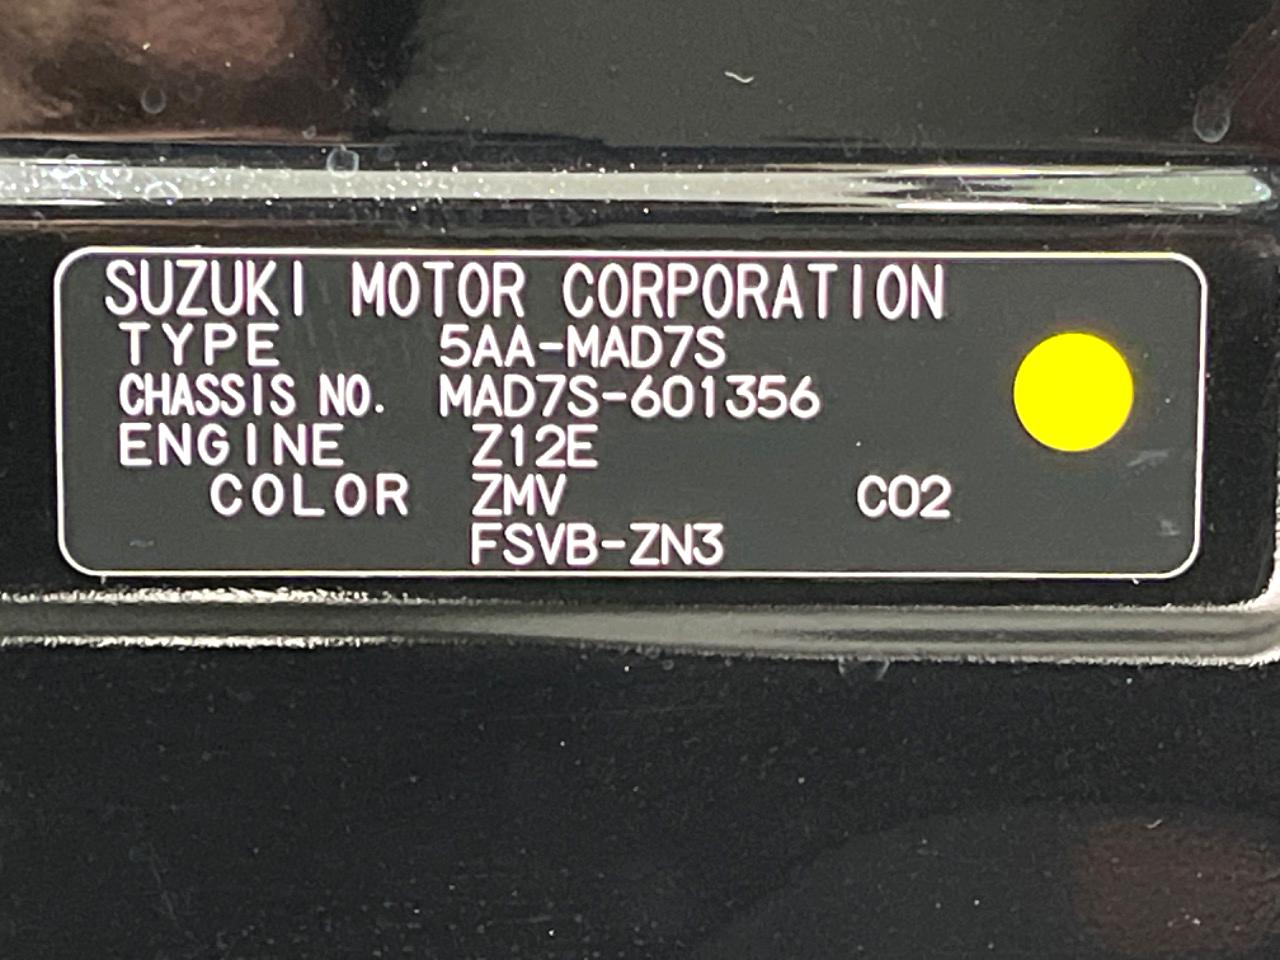 SUZUKI MOTOR CORPORATION
TYPE 5AA-MAD7S
CHASSIS NO. MAD7S-601356
ENGINE Z12E
COLOR ZMV C02
FSVB-ZN3